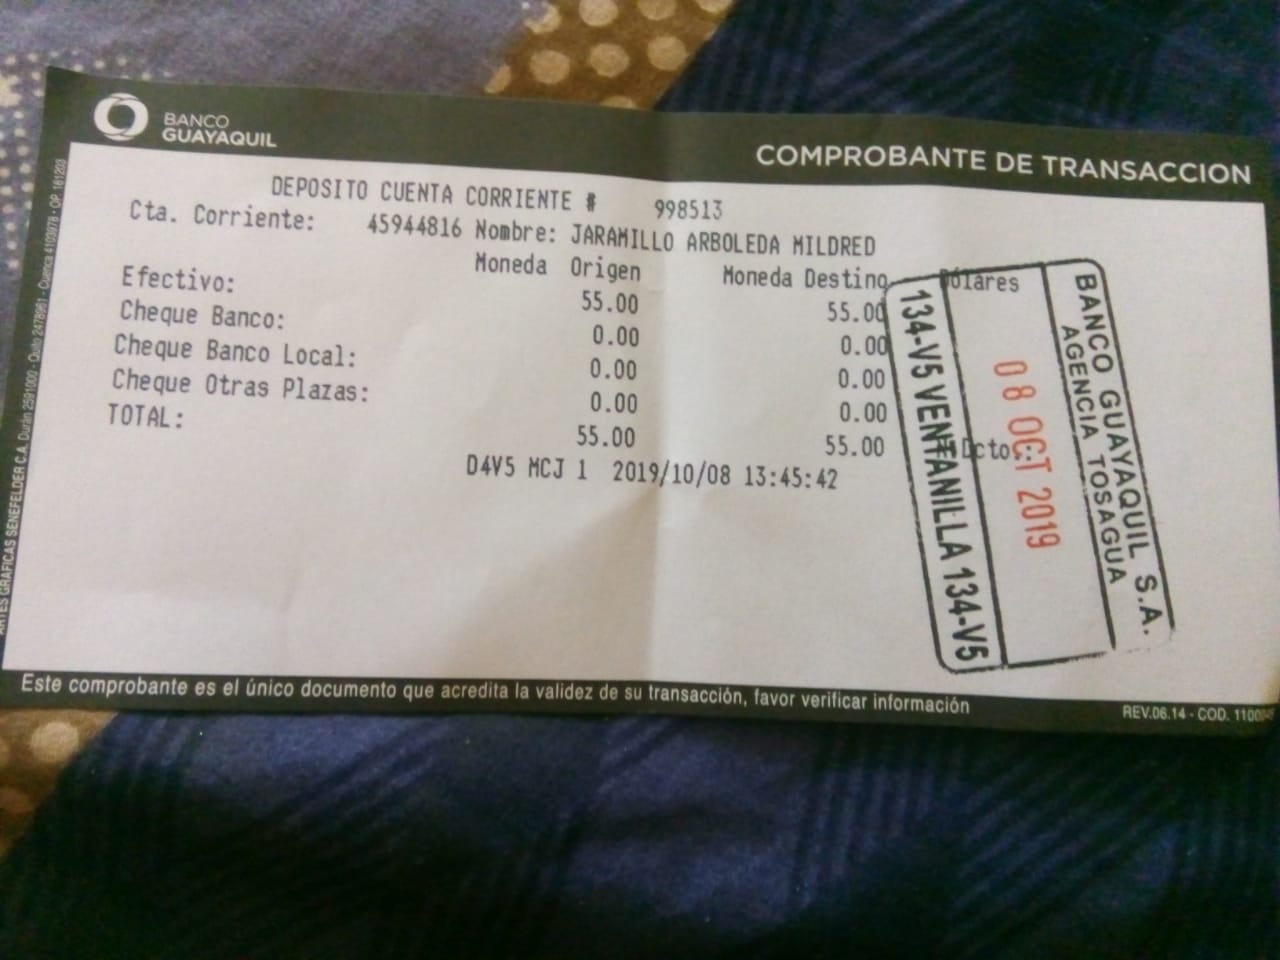 BANCO
GUAYAQUIL
COMPROBANTE DE TRANSACCION
DEPOSITO CUENTA CORRIENTE # 998513
Cta. Corriente: 45944816 Nombre: JARAMILLO ARBOLEDA MILDRED
Moneda Origen Moneda Destino Dólares
Efectivo: 55.00 55.00
Cheque Banco: 0.00 0.00
Cheque Banco Local: 0.00 0.00
Cheque Otras Plazas: 0.00 0.00
TOTAL: 55.00 55.00 #Dcto.:
D4V5 MCJ 1 2019/10/08 13:45:42
BANCO GUAYAQUIL S.A.
AGENCIA TOSAGUA
08 OCT 2019
134-V5 VENTANILLA 134-V5
Este comprobante es el único documento que acredita la validez de su transacción, favor verificar información
REV.06.14 - COD.
ARTES GRAFICAS SENEFELDER C.A. Durán 2591000 - Quito 2478961 - Cuenca 4103978 - OP. 161203